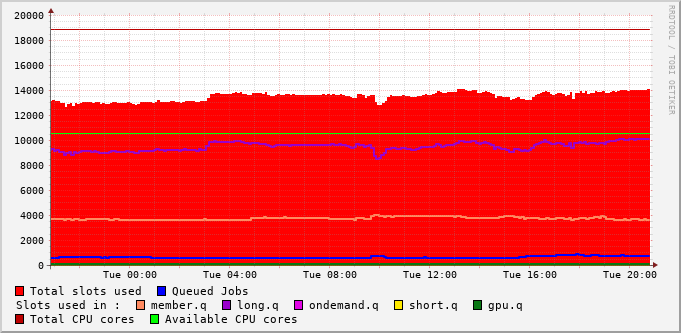 RRDTOOL / TOBI OETIKER
20000
18000
16000
14000
12000
10000
8000
6000
4000
2000
0
Tue 00:00 Tue 04:00 Tue 08:00 Tue 12:00 Tue 16:00 Tue 20:00
Total slots used Queued Jobs
Slots used in : member.q long.q ondemand.q short.q gpu.q
Total CPU cores Available CPU cores